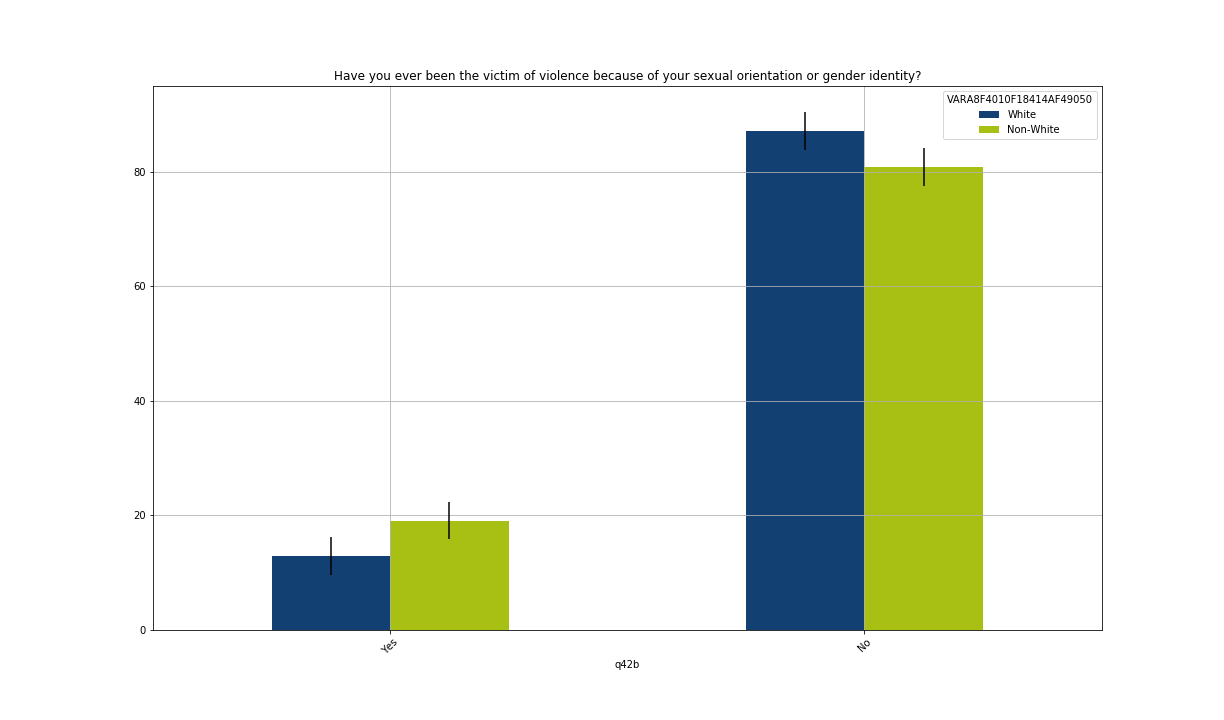 Have you ever been the victim of violence because of your sexual orientation or gender identity?
VARA8F4010F18414AF49050
White
Non-White
80
60
40
20
0
Yes
No
q42b